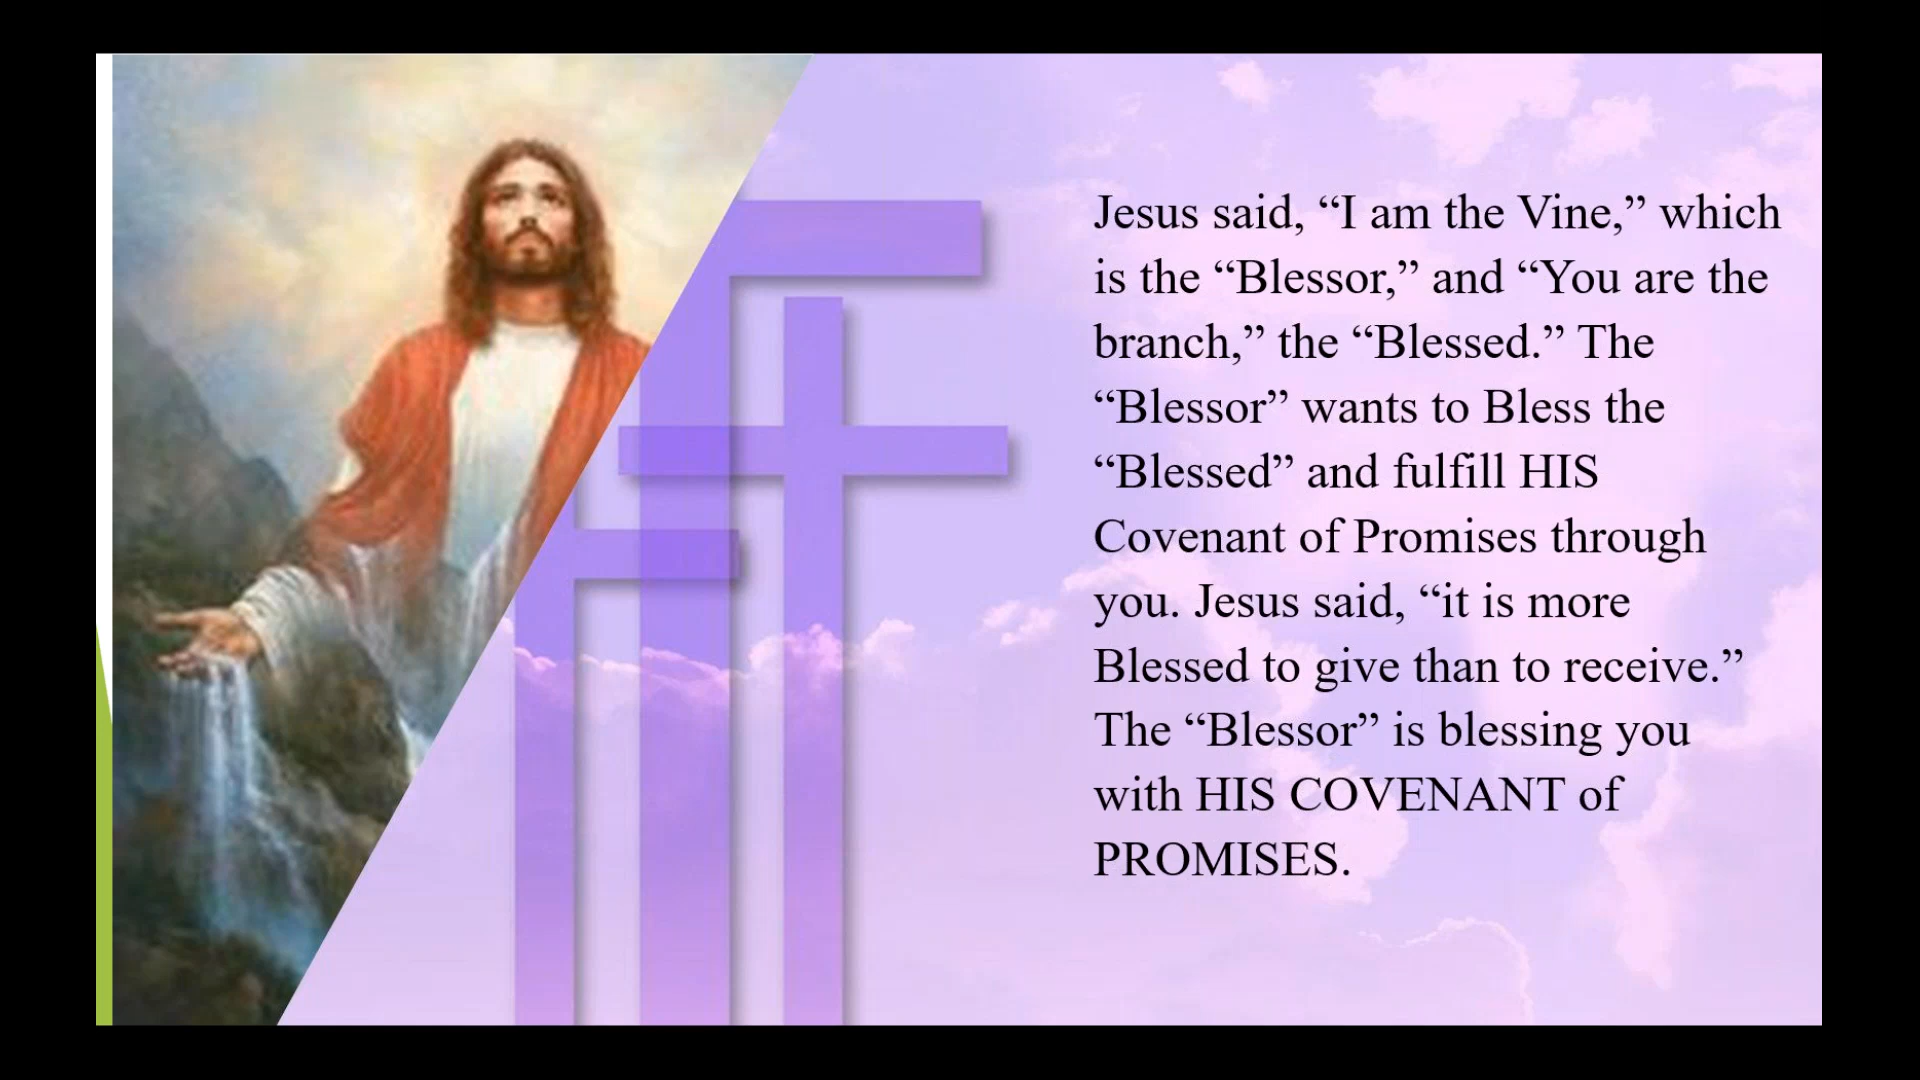 Jesus said, “I am the Vine,” which
is the “Blessor,” and “You are the
branch,” the “Blessed.” The
“Blessor” wants to Bless the
“Blessed” and fulfill HIS
Covenant of Promises through
you. Jesus said, “it is more
Blessed to give than to receive.”
The “Blessor” is blessing you
with HIS COVENANT of
PROMISES.